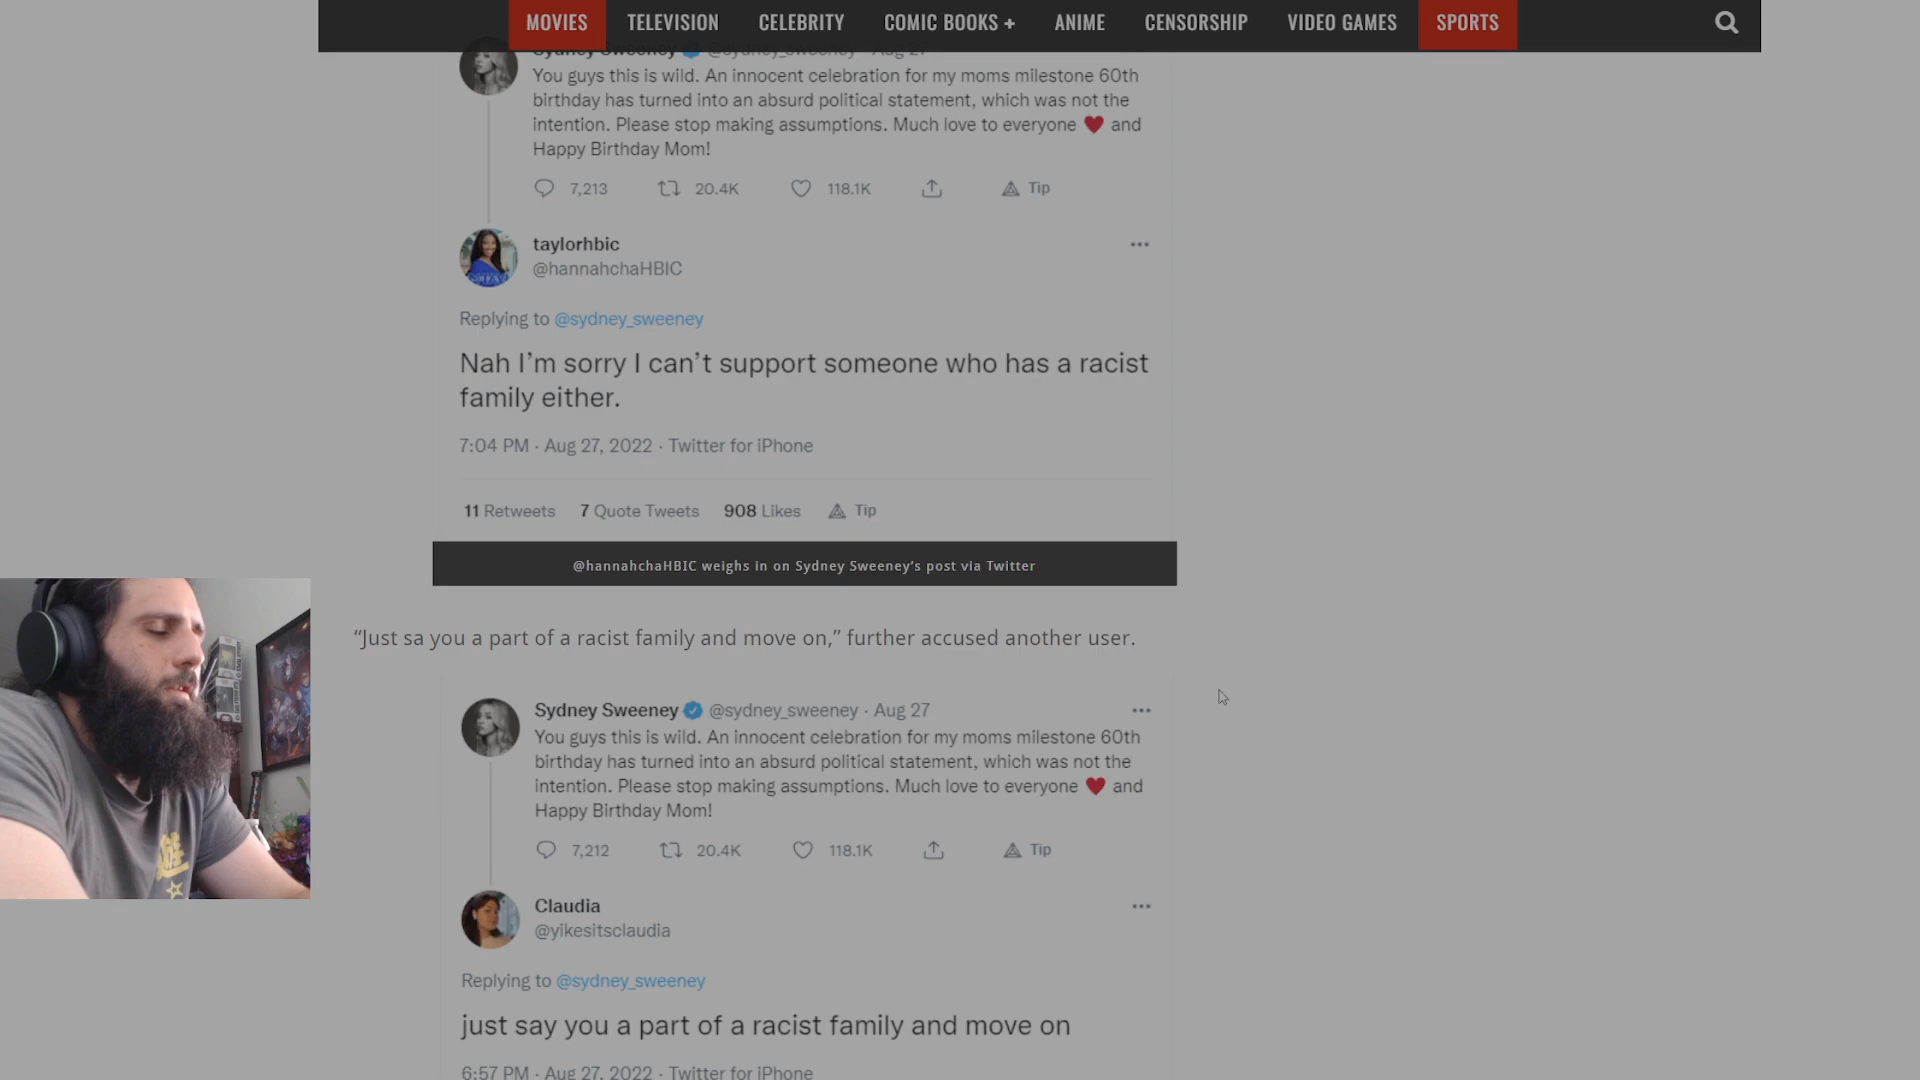 MOVIES TELEVISION CELEBRITY COMIC BOOKS + ANIME CENSORSHIP VIDEO GAMES SPORTS
Sydney Sweeney @sydney_sweeney · Aug 27
You guys this is wild. An innocent celebration for my moms milestone 60th
birthday has turned into an absurd political statement, which was not the
intention. Please stop making assumptions. Much love to everyone ❤️ and
Happy Birthday Mom!
7,213 20.4K 118.1K Tip
taylorhbic
@hannahchaHBIC
Replying to @sydney_sweeney
Nah I'm sorry I can't support someone who has a racist
family either.
7:04 PM · Aug 27, 2022 · Twitter for iPhone
11 Retweets 7 Quote Tweets 908 Likes Tip
@hannahchaHBIC weighs in on Sydney Sweeney's post via Twitter
“Just sa you a part of a racist family and move on,” further accused another user.
Sydney Sweeney @sydney_sweeney · Aug 27
You guys this is wild. An innocent celebration for my moms milestone 60th
birthday has turned into an absurd political statement, which was not the
intention. Please stop making assumptions. Much love to everyone ❤️ and
Happy Birthday Mom!
7,212 20.4K 118.1K Tip
Claudia
@yikesitsclaudia
Replying to @sydney_sweeney
just say you a part of a racist family and move on
6:57 PM · Aug 27, 2022 · Twitter for iPhone